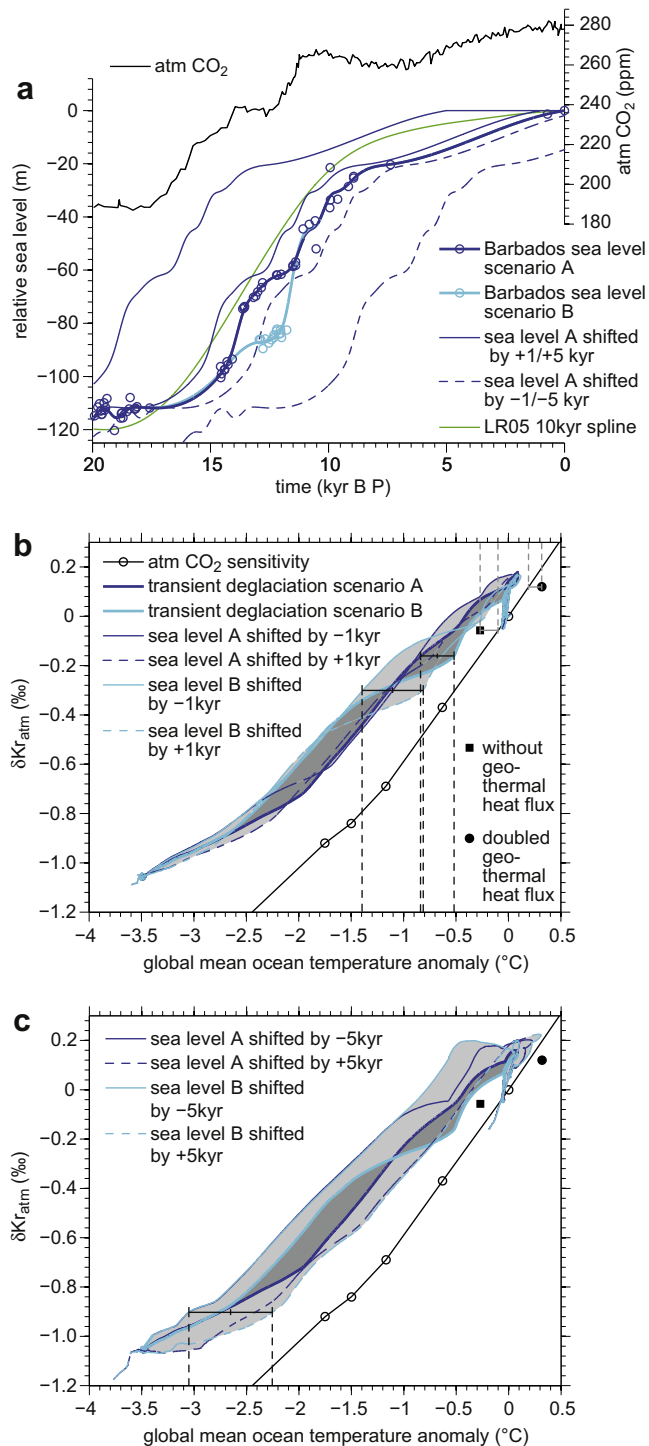 280
260
240
230
210
190
180
atm CO2 (ppm)
atm CO2
a
0
−20
−40
−60
−80
−100
−120
relative sea level (m)
Barbados sea level
scenario A
Barbados sea level
scenario B
sea level A shifted
by +1/+5 kyr
sea level A shifted
by −1/−5 kyr
LR05 10kyr spline
20 15 10 5 0
time (kyr B P)
b
0.2
0
−0.2
−0.4
−0.6
−0.8
−1.0
−1.2
δKratm (‰)
atm CO2 sensitivity
transient deglaciation scenario A
transient deglaciation scenario B
sea level A shifted by −1kyr
sea level A shifted by +1kyr
sea level B shifted
by −1kyr
sea level B shifted
by +1kyr
without
geo-
thermal
heat flux
doubled
geo-
thermal
heat flux
−4 −3.5 −3 −2.5 −2 −1.5 −1 −0.5 0 0.5
global mean ocean temperature anomaly (°C)
c
0.2
0
−0.2
−0.4
−0.6
−0.8
−1.0
−1.2
δKratm (‰)
sea level A shifted by −5kyr
sea level A shifted by +5kyr
sea level B shifted
by −5kyr
sea level B shifted
by +5kyr
−4 −3.5 −3 −2.5 −2 −1.5 −1 −0.5 0 0.5
global mean ocean temperature anomaly (°C)